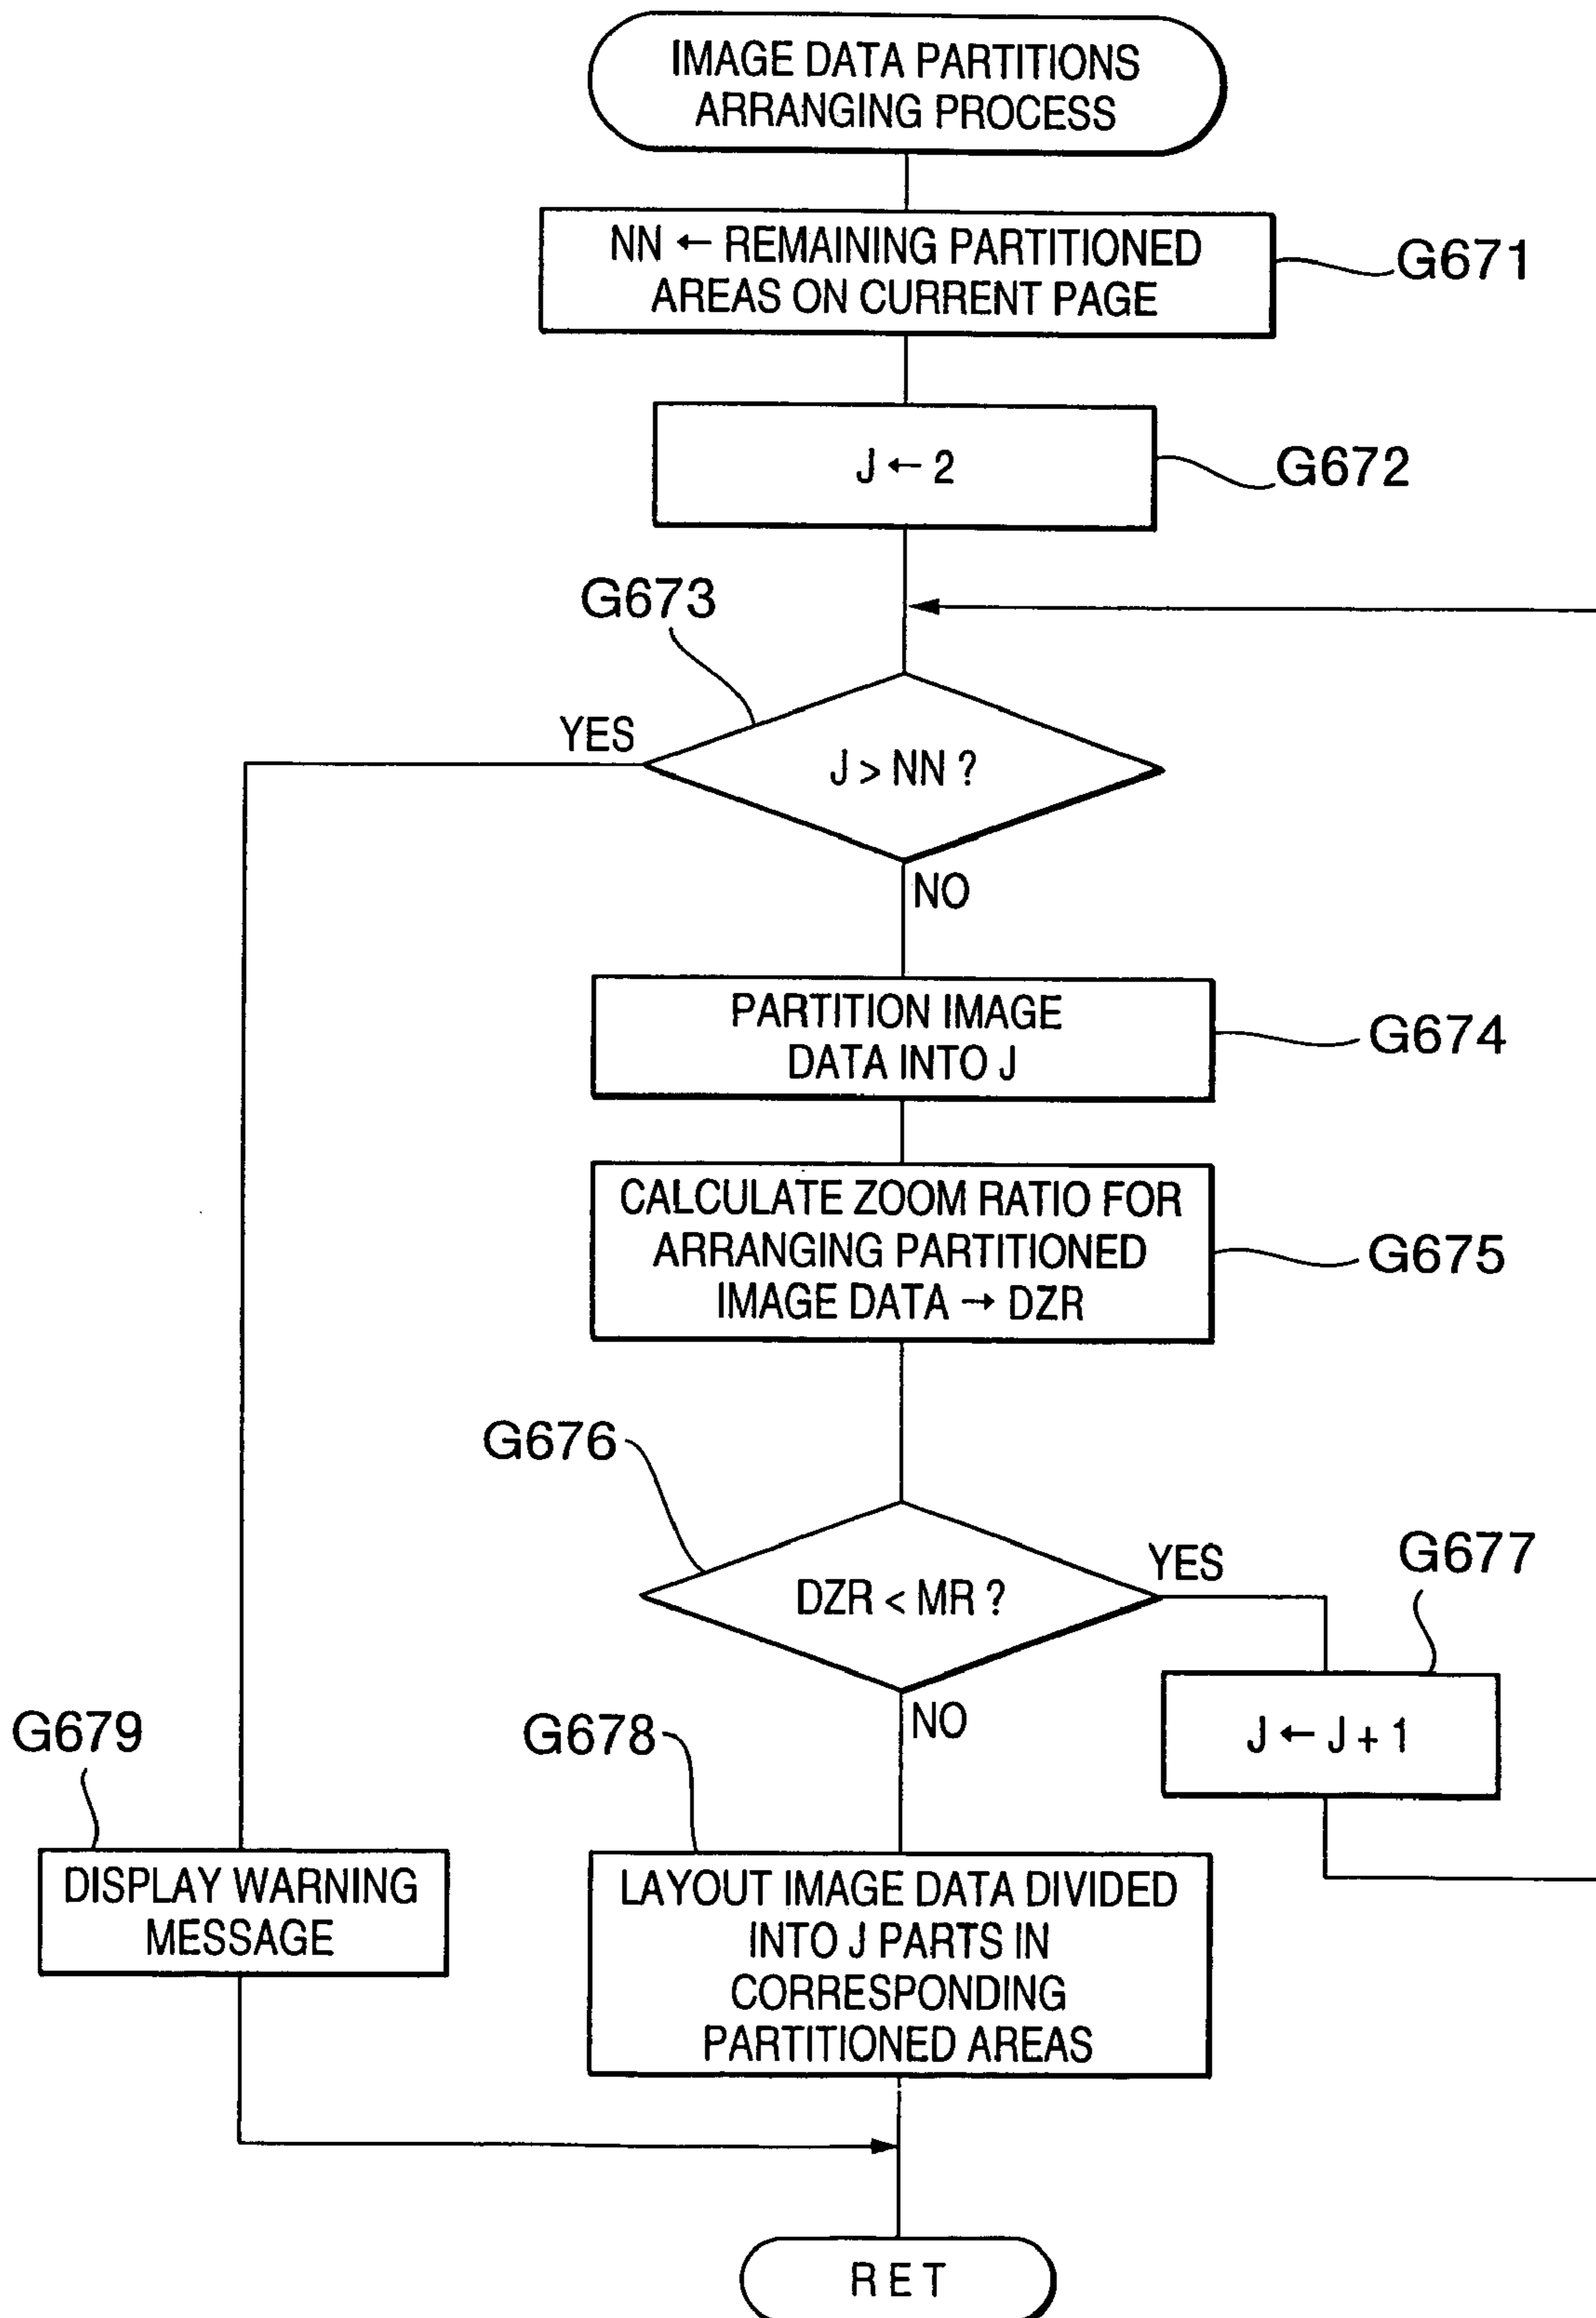 IMAGE DATA PARTITIONS
ARRANGING PROCESS
NN ← REMAINING PARTITIONED
AREAS ON CURRENT PAGE
G671
J ← 2
G672
G673
YES
J > NN ?
NO
PARTITION IMAGE
DATA INTO J
G674
CALCULATE ZOOM RATIO FOR
ARRANGING PARTITIONED
IMAGE DATA → DZR
G675
G676
DZR < MR ?
YES
G677
NO
J ← J + 1
G679
G678
DISPLAY WARNING
MESSAGE
LAYOUT IMAGE DATA DIVIDED
INTO J PARTS IN
CORRESPONDING
PARTITIONED AREAS
RET